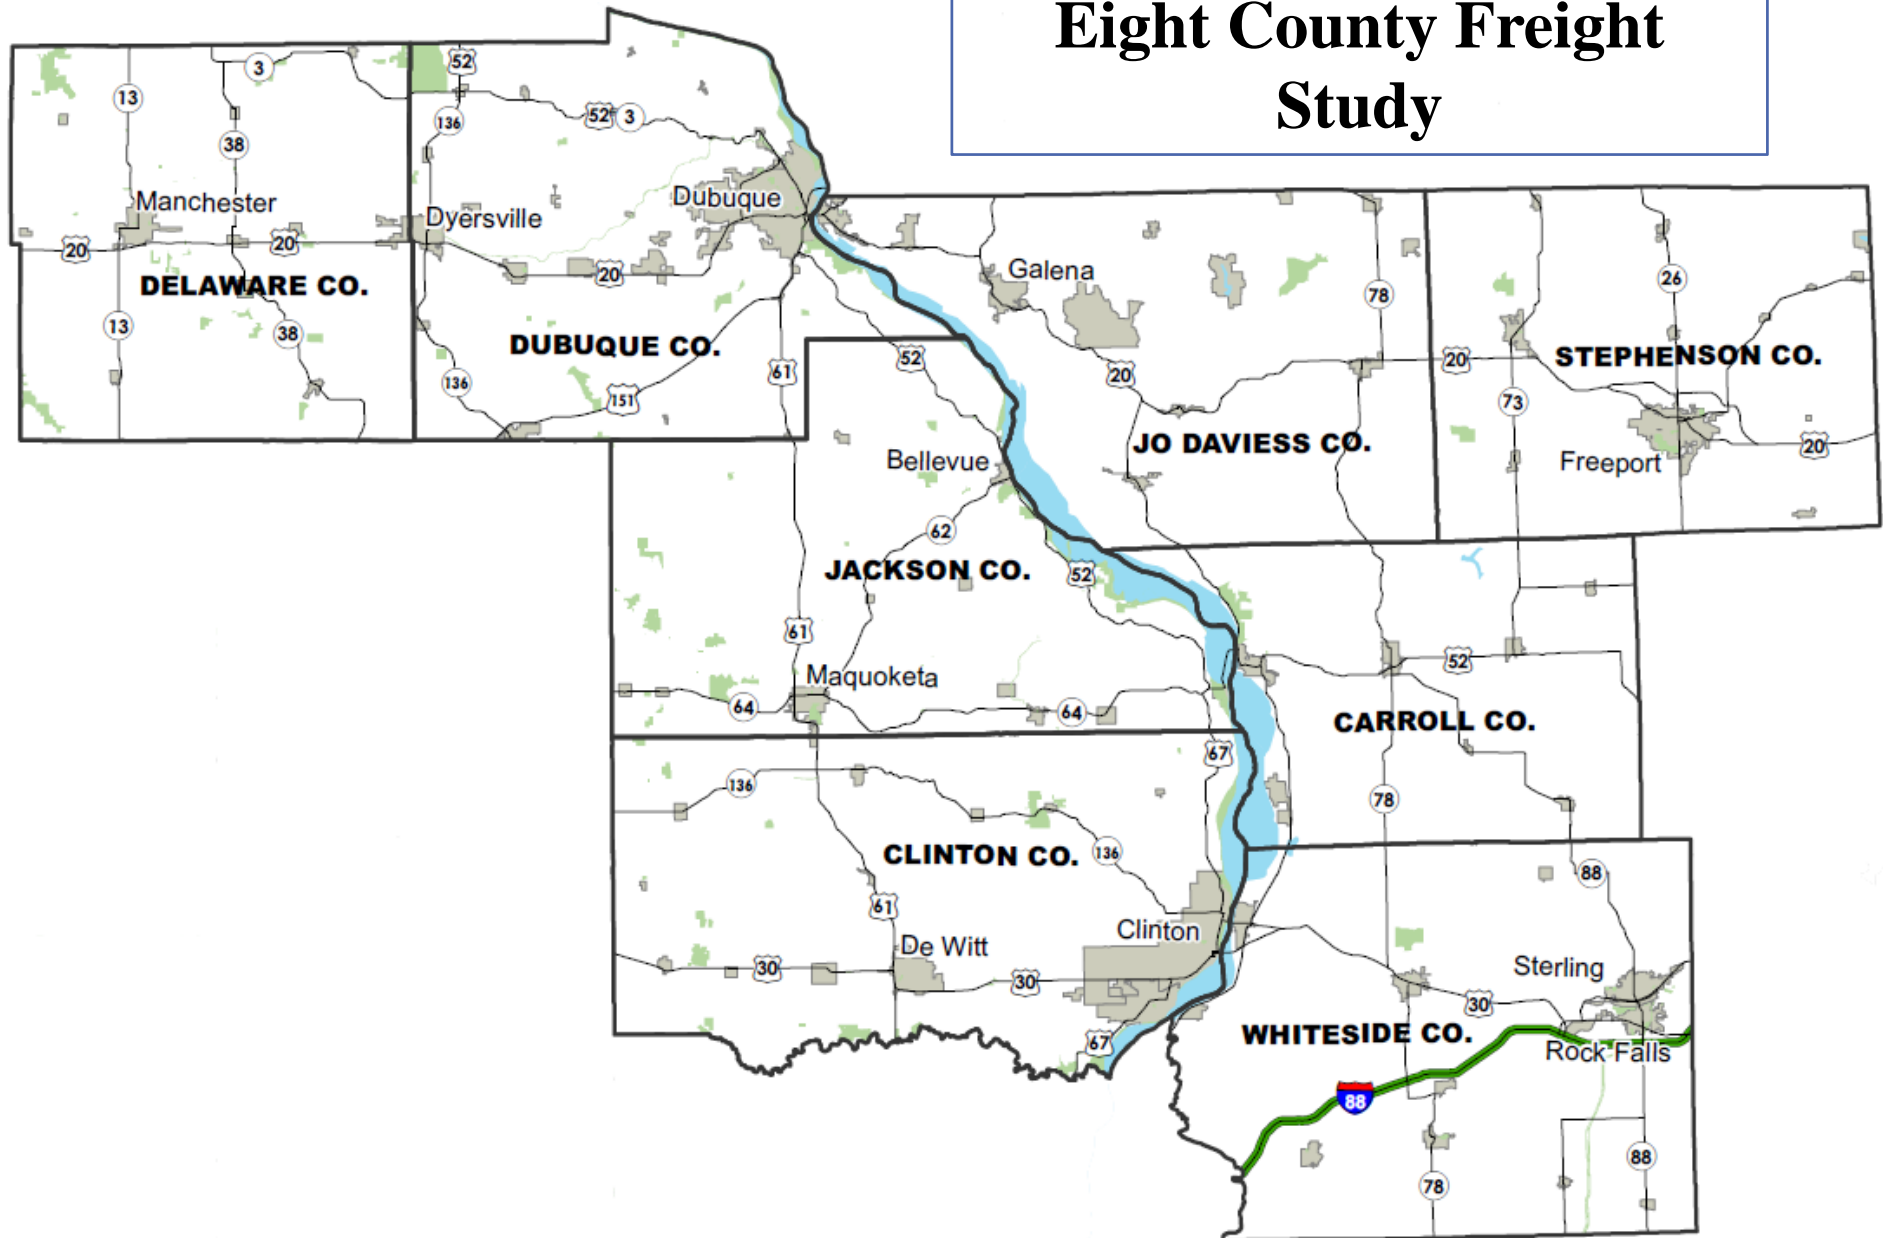 Eight County Freight
Study
52
3
13
136
52 3
38
Manchester
Dubuque
Dyersville
20
20
20
DELAWARE CO.
Galena
26
78
13
38
DUBUQUE CO.
52
20
20
STEPHENSON CO.
61
136
151
73
JO DAVIESS CO.
Bellevue
Freeport
20
62
JACKSON CO.
52
61
52
Maquoketa
64
64
CARROLL CO.
67
136
78
CLINTON CO.
136
88
61
Clinton
De Witt
30
30
Sterling
30
WHITESIDE CO.
67
Rock Falls
88
88
78